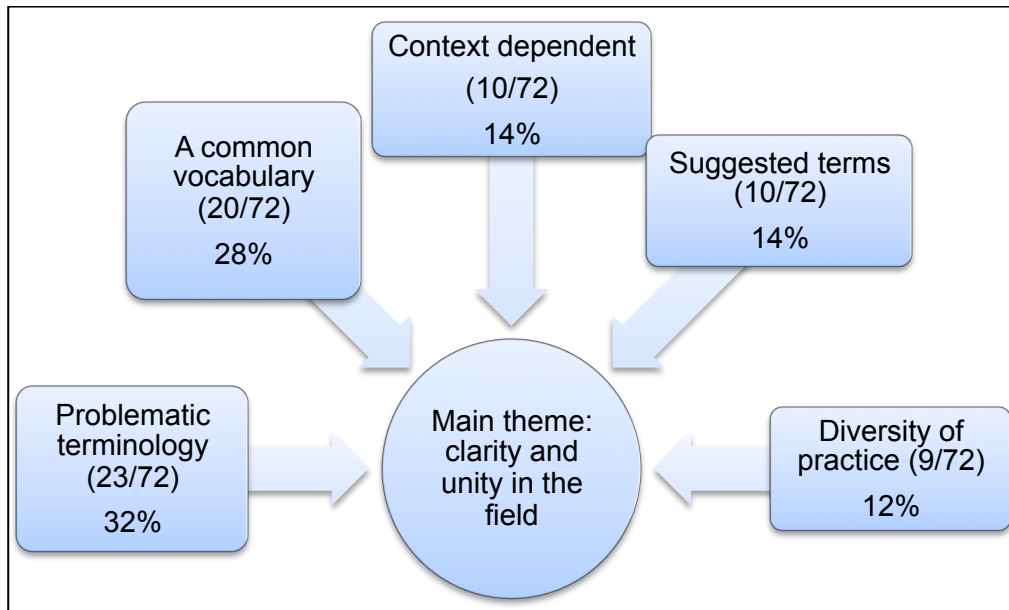 Context dependent
(10/72)
14%
A common
vocabulary
(20/72)
28%
Suggested terms
(10/72)
14%
Problematic
terminology
(23/72)
32%
Main theme:
clarity and
unity in the
field
Diversity of
practice (9/72)
12%